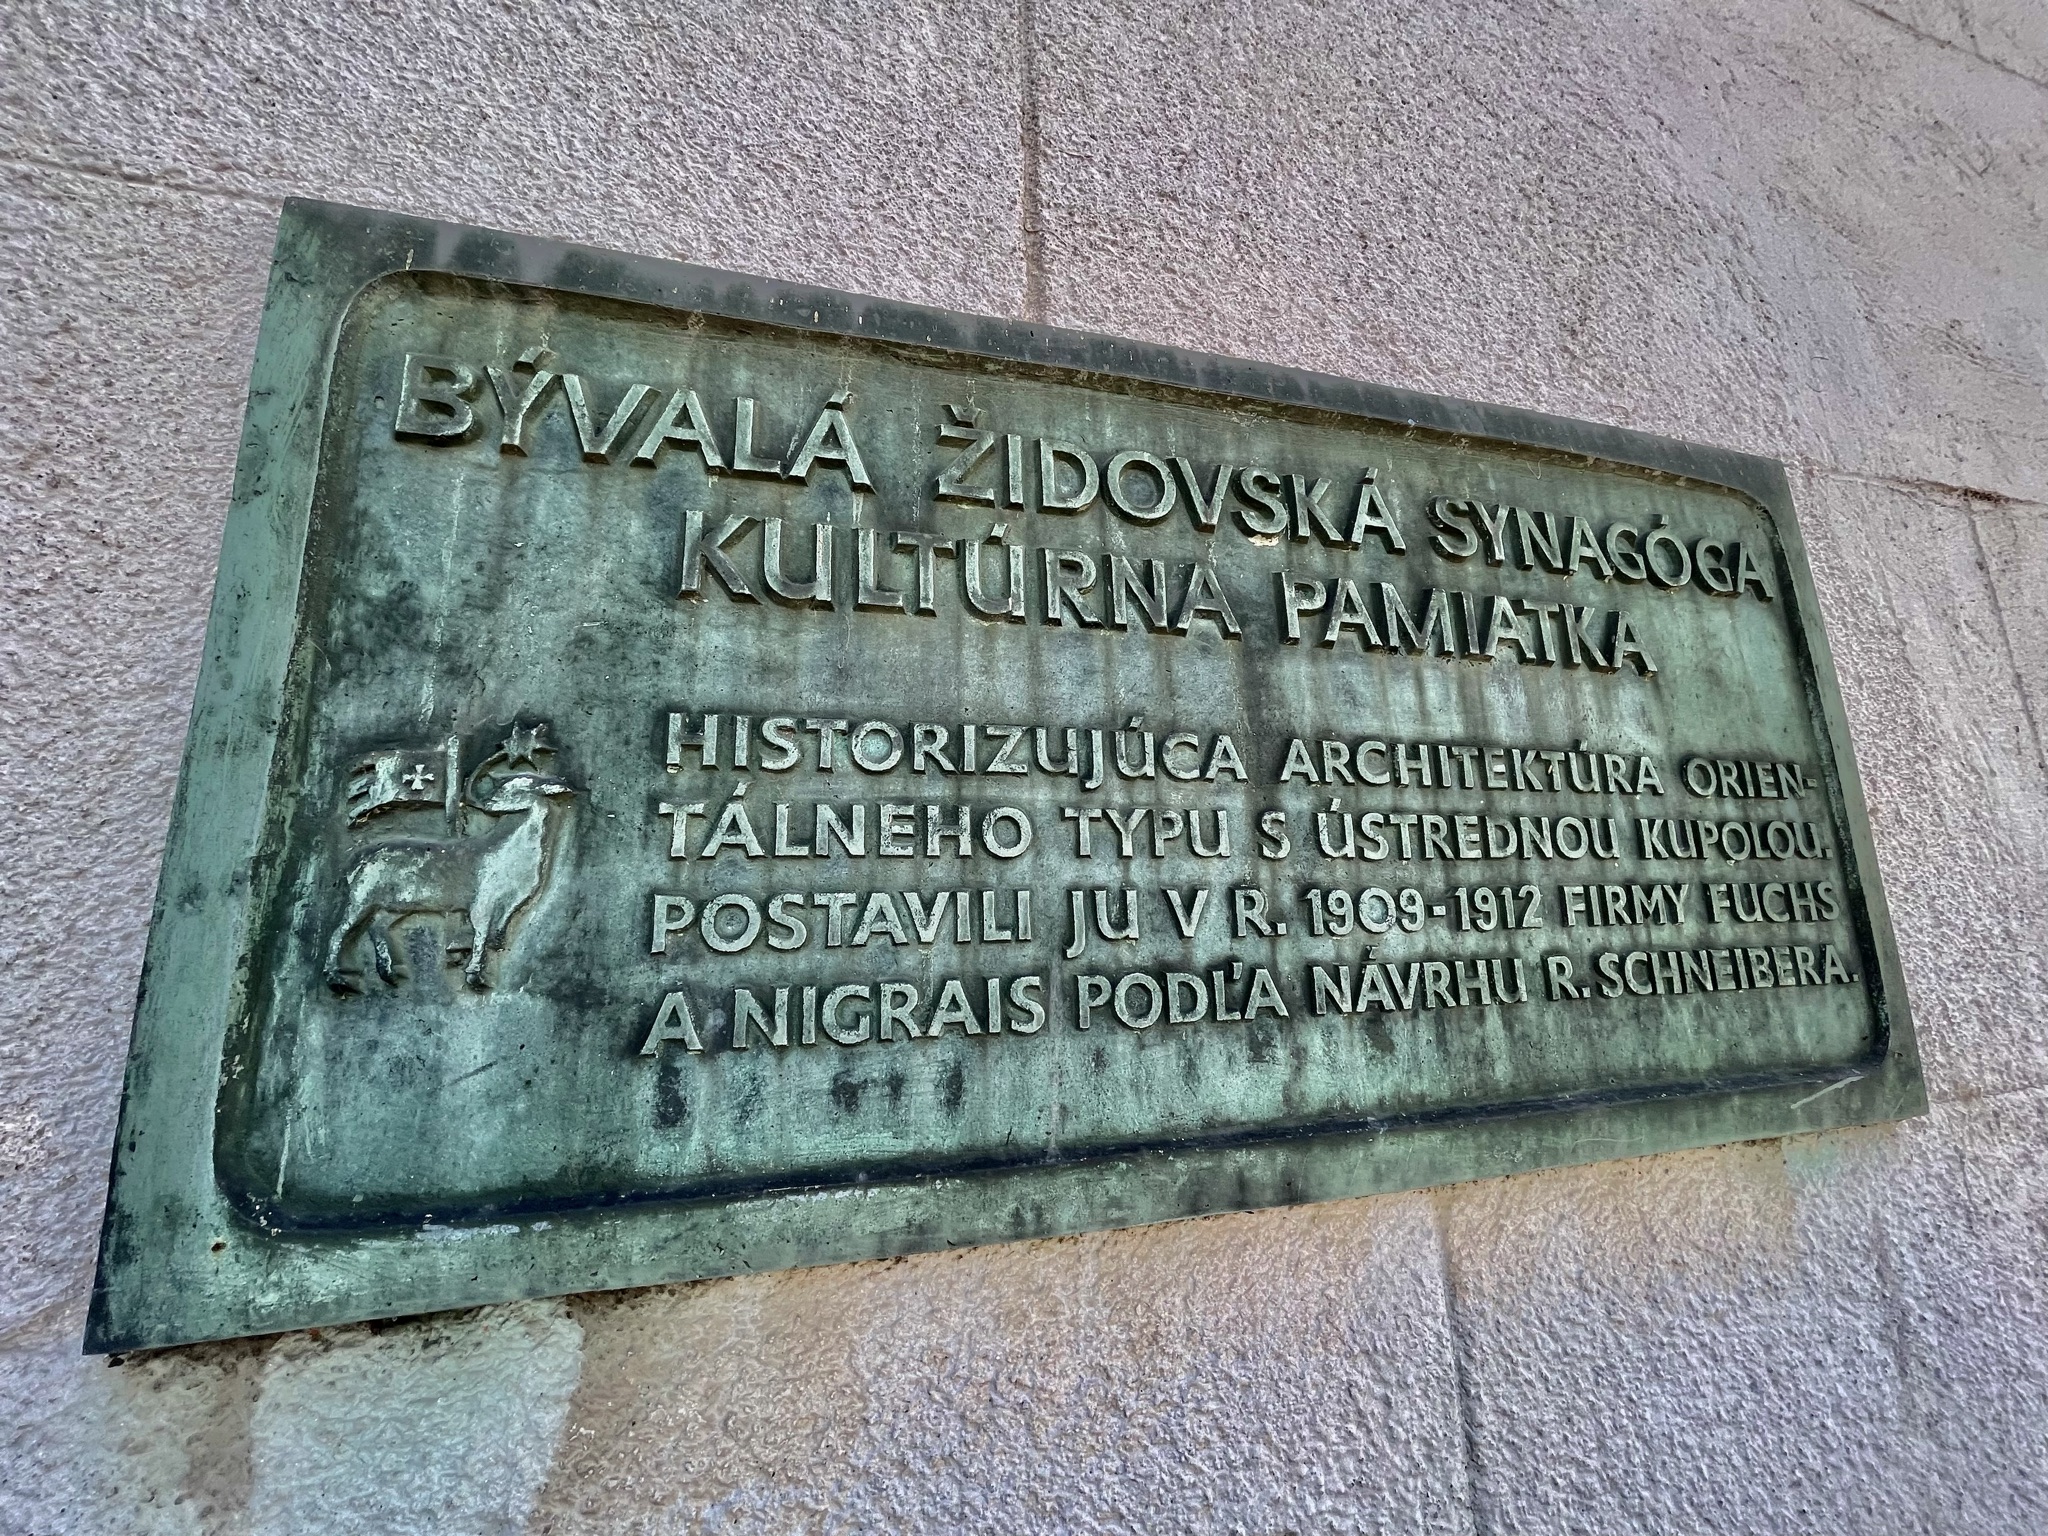 BÝVALÁ ŽIDOVSKÁ SYNAGÓGA
KULTÚRNA PAMIATKA
HISTORIZUJÚCA ARCHITEKTÚRA ORIEN-
TÁLNEHO TYPU S ÚSTREDNOU KUPOLOU.
POSTAVILI JU V R. 1909-1912 FIRMY FUCHS
A NIGRAIS PODĽA NÁVRHU R. SCHNEIBERA.